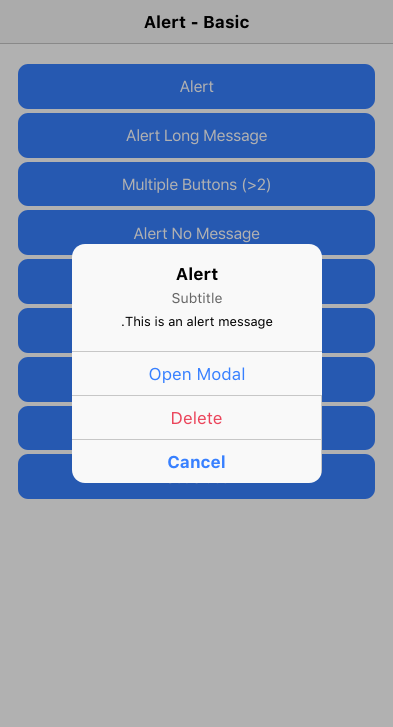 Alert - Basic
Alert
Alert Long Message
Multiple Buttons (>2)
Alert No Message
Alert
Subtitle
.This is an alert message
Open Modal
Delete
Cancel